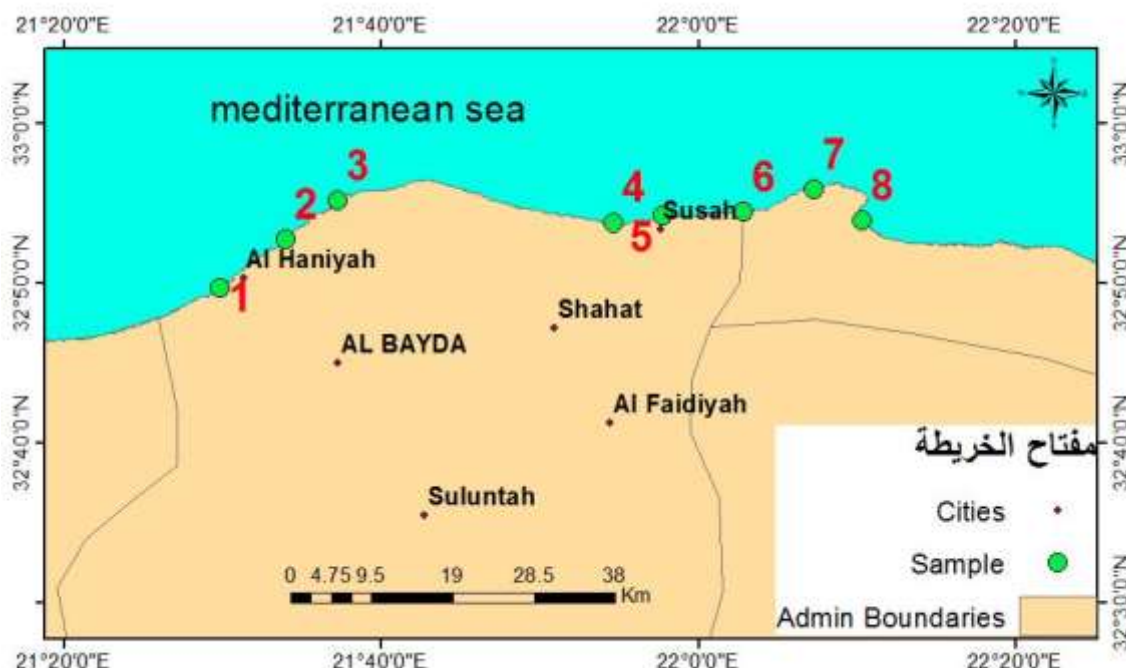 21°20'0"E
21°40'0"E
22°0'0"E
22°20'0"E
33°0'0"N
32°50'0"N
32°40'0"N
32°30'0"N
mediterranean sea
1
2
3
4
5
6
7
8
Susah
Al Haniyah
Shahat
AL BAYDA
Al Faidiyah
Suluntah
0 4.75 9.5 19 28.5 38
Km
مفتاح الخريطة
Cities
Sample
Admin Boundaries
33°0'0"N
32°50'0"N
32°40'0"N
32°30'0"N
21°20'0"E
21°40'0"E
22°0'0"E
22°20'0"E